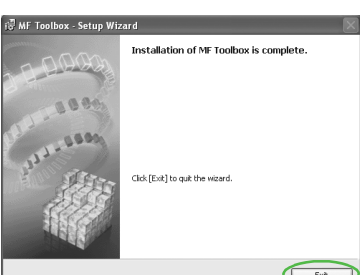 MF Toolbox - Setup Wizard
Installation of MF Toolbox is complete.
Click [Exit] to quit the wizard.
Exit